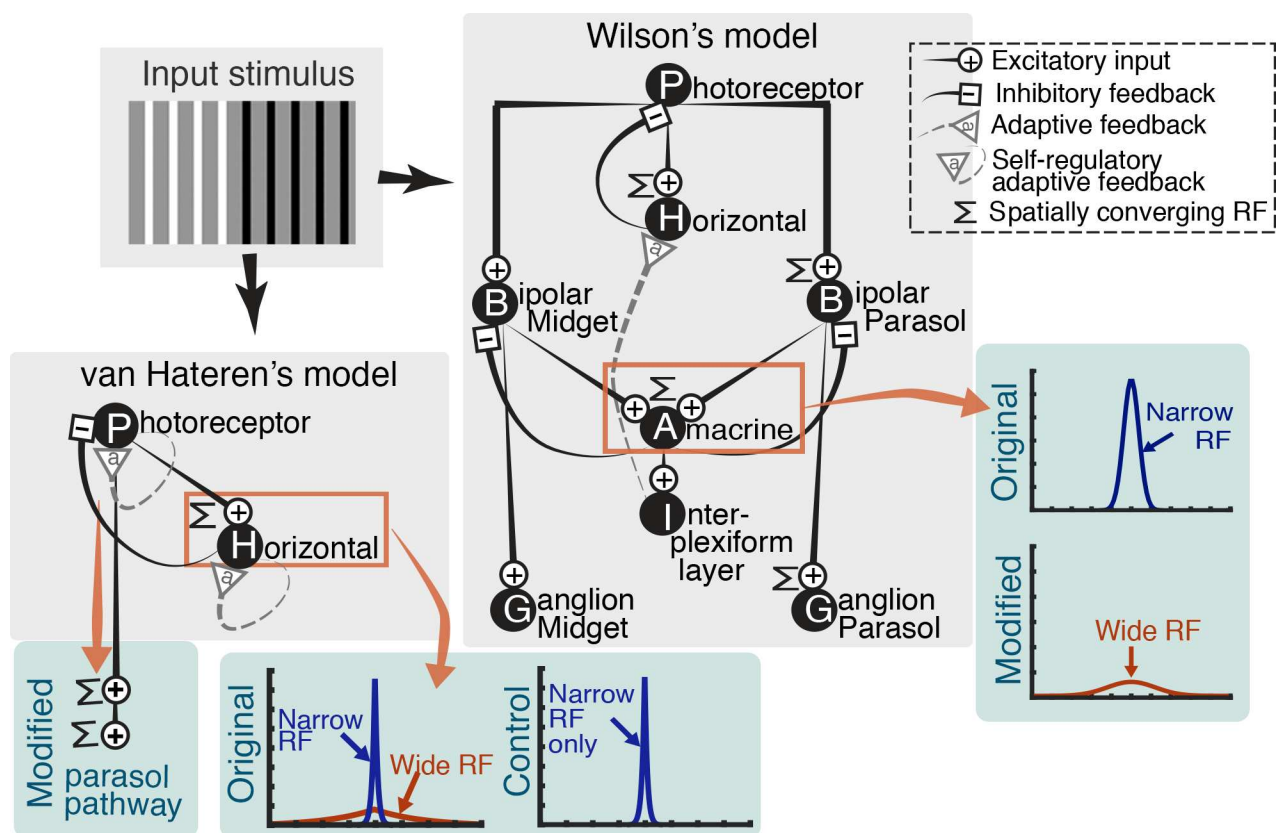 Input stimulus
Wilson's model
Photoreceptor
−
Σ +
Horizontal
a
+
Bipolar
Midget
−
Σ +
Bipolar
Parasol
−
Σ
+ +
Amacrine
+
Inter-
plexiform
layer
+
Ganglion
Midget
Σ +
Ganglion
Parasol
+ Excitatory input
− Inhibitory feedback
a Adaptive feedback
a Self-regulatory
adaptive feedback
Σ Spatially converging RF
van Hateren's model
−
Photoreceptor
a
Σ +
Horizontal
a
Modified
Σ +
Σ +
parasol
pathway
Original
Narrow
RF
Wide RF
Control
Narrow
RF
only
Original
Narrow
RF
Modified
Wide RF